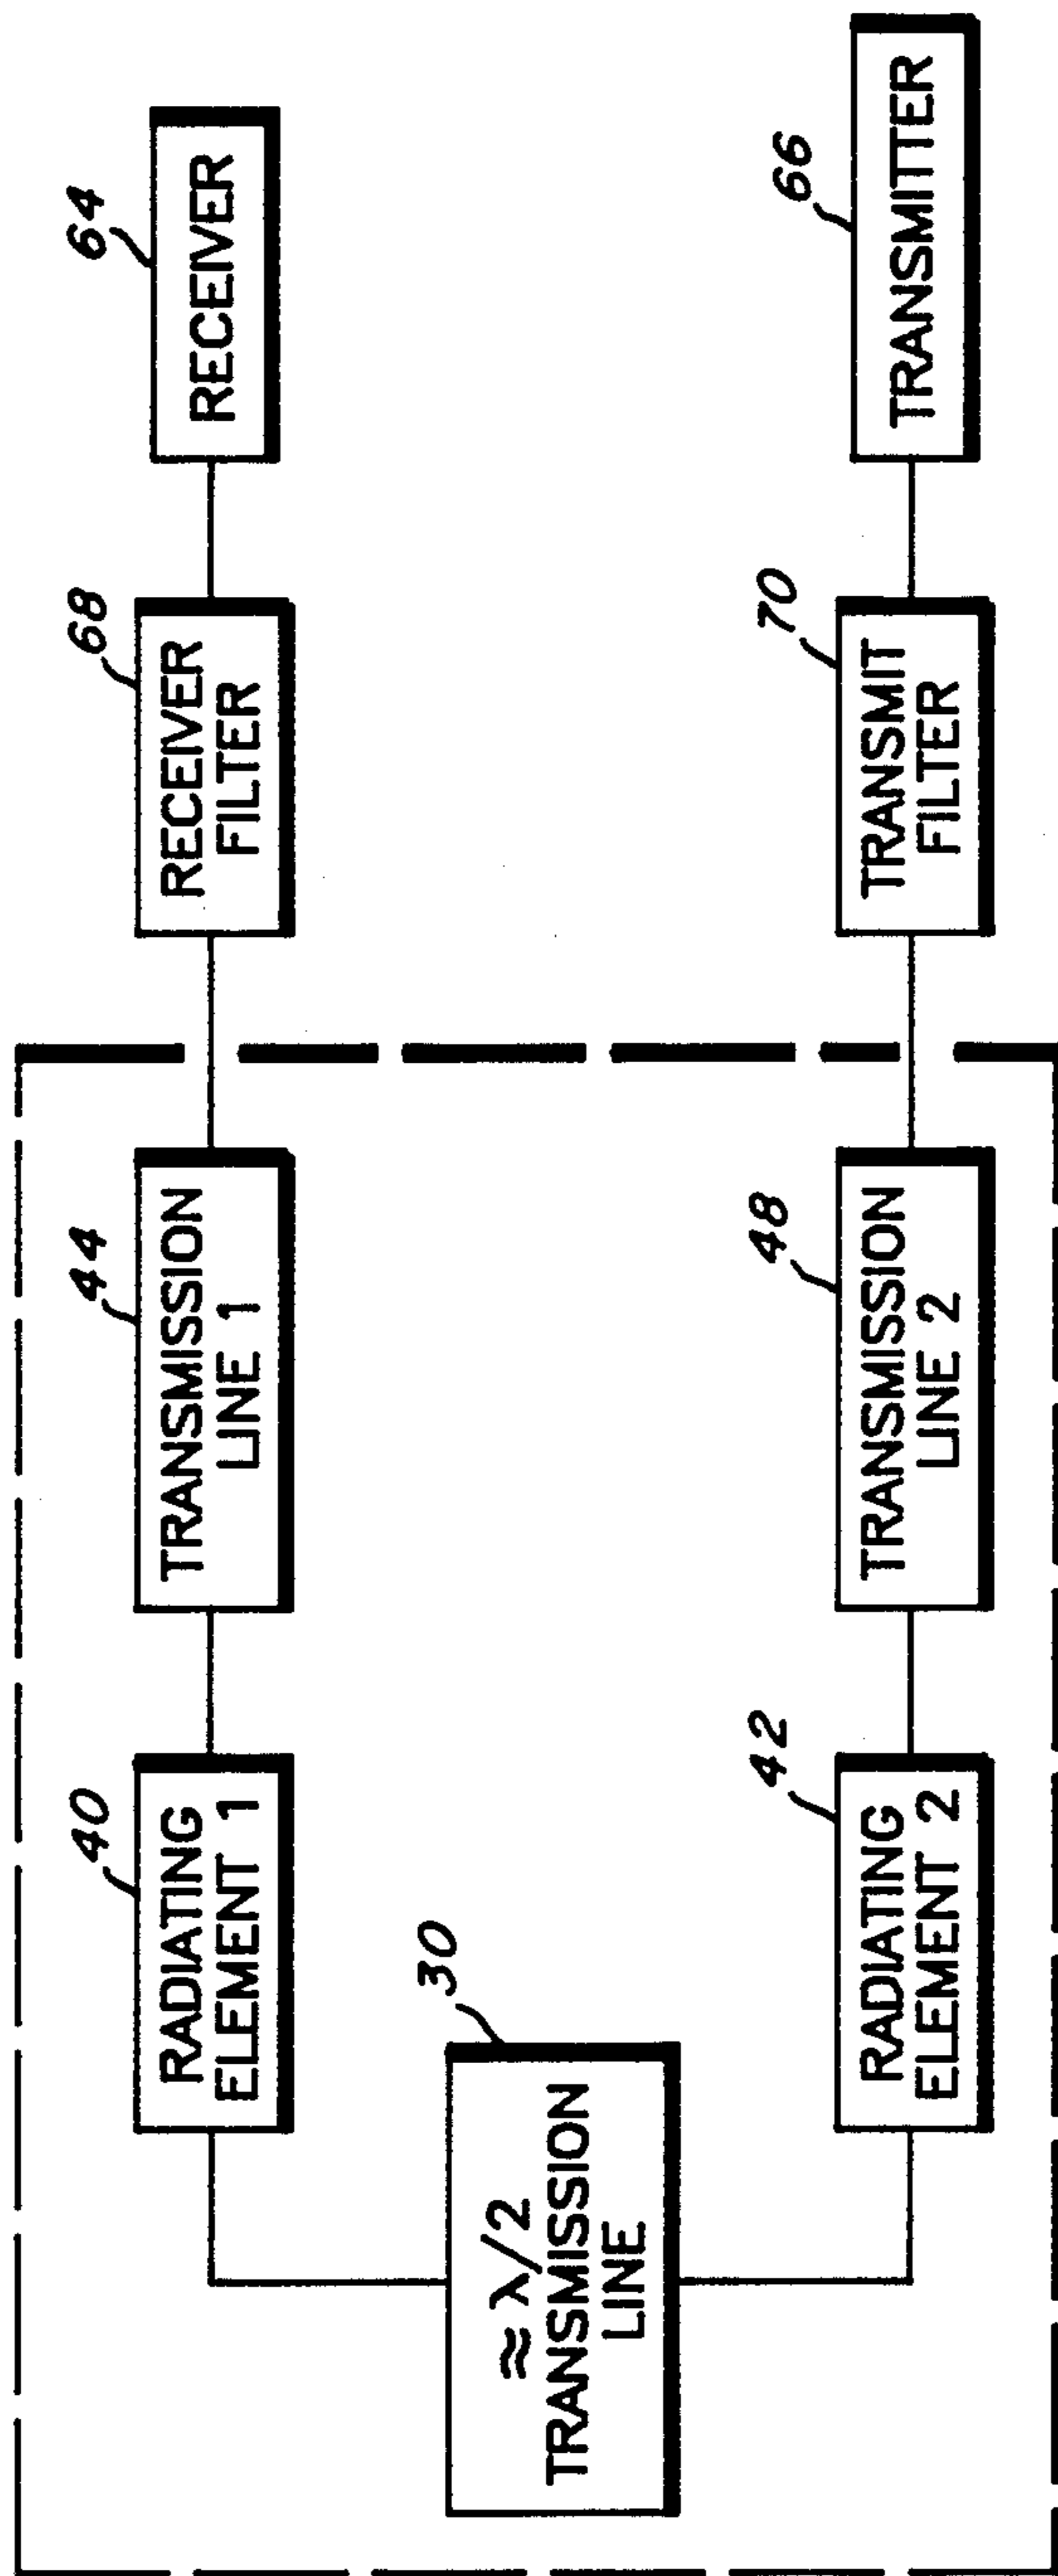 40
RADIATING
ELEMENT 1
44
TRANSMISSION
LINE 1
68
RECEIVER
FILTER
64
RECEIVER
30
≈ λ/2
TRANSMISSION
LINE
42
RADIATING
ELEMENT 2
48
TRANSMISSION
LINE 2
70
TRANSMIT
FILTER
66
TRANSMITTER